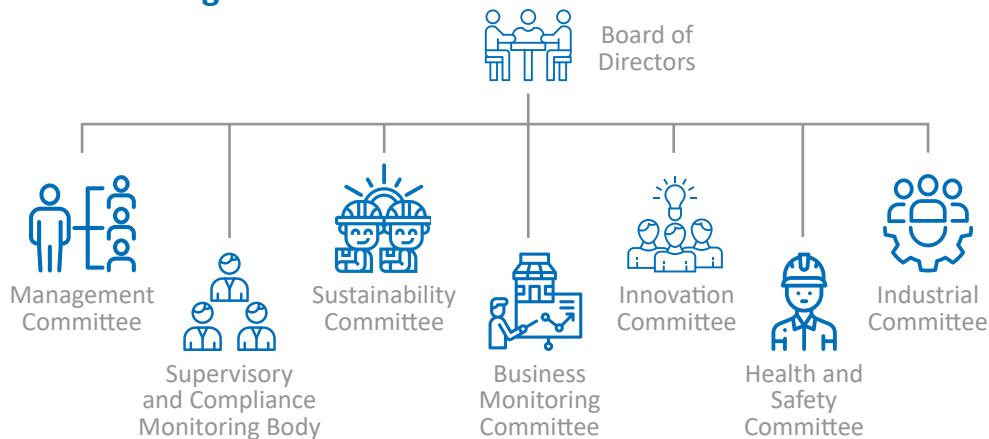 Board of
Directors
Management
Committee
Supervisory
and Compliance
Monitoring Body
Sustainability
Committee
Business
Monitoring
Committee
Innovation
Committee
Health and
Safety
Committee
Industrial
Committee